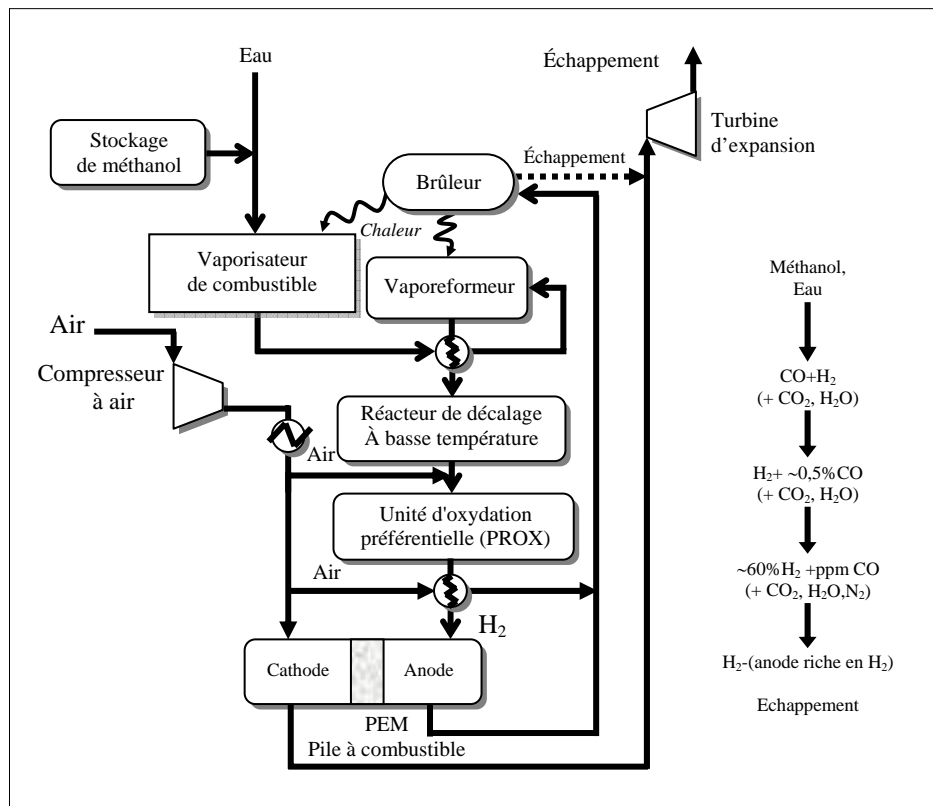 Eau
Échappement
Stockage
de méthanol
Turbine
d'expansion
Échappement
Brûleur
Chaleur
Vaporisateur
de combustible
Vaporeformeur
Air
Compresseur
à air
Réacteur de décalage
À basse température
Air
Unité d'oxydation
préférentielle (PROX)
Air
H2
Cathode
Anode
PEM
Pile à combustible
Méthanol,
Eau
CO+H2
(+ CO2, H2O)
H2+ ~0,5%CO
(+ CO2, H2O)
~60%H2 +ppm CO
(+ CO2, H2O,N2)
H2-(anode riche en H2)
Echappement